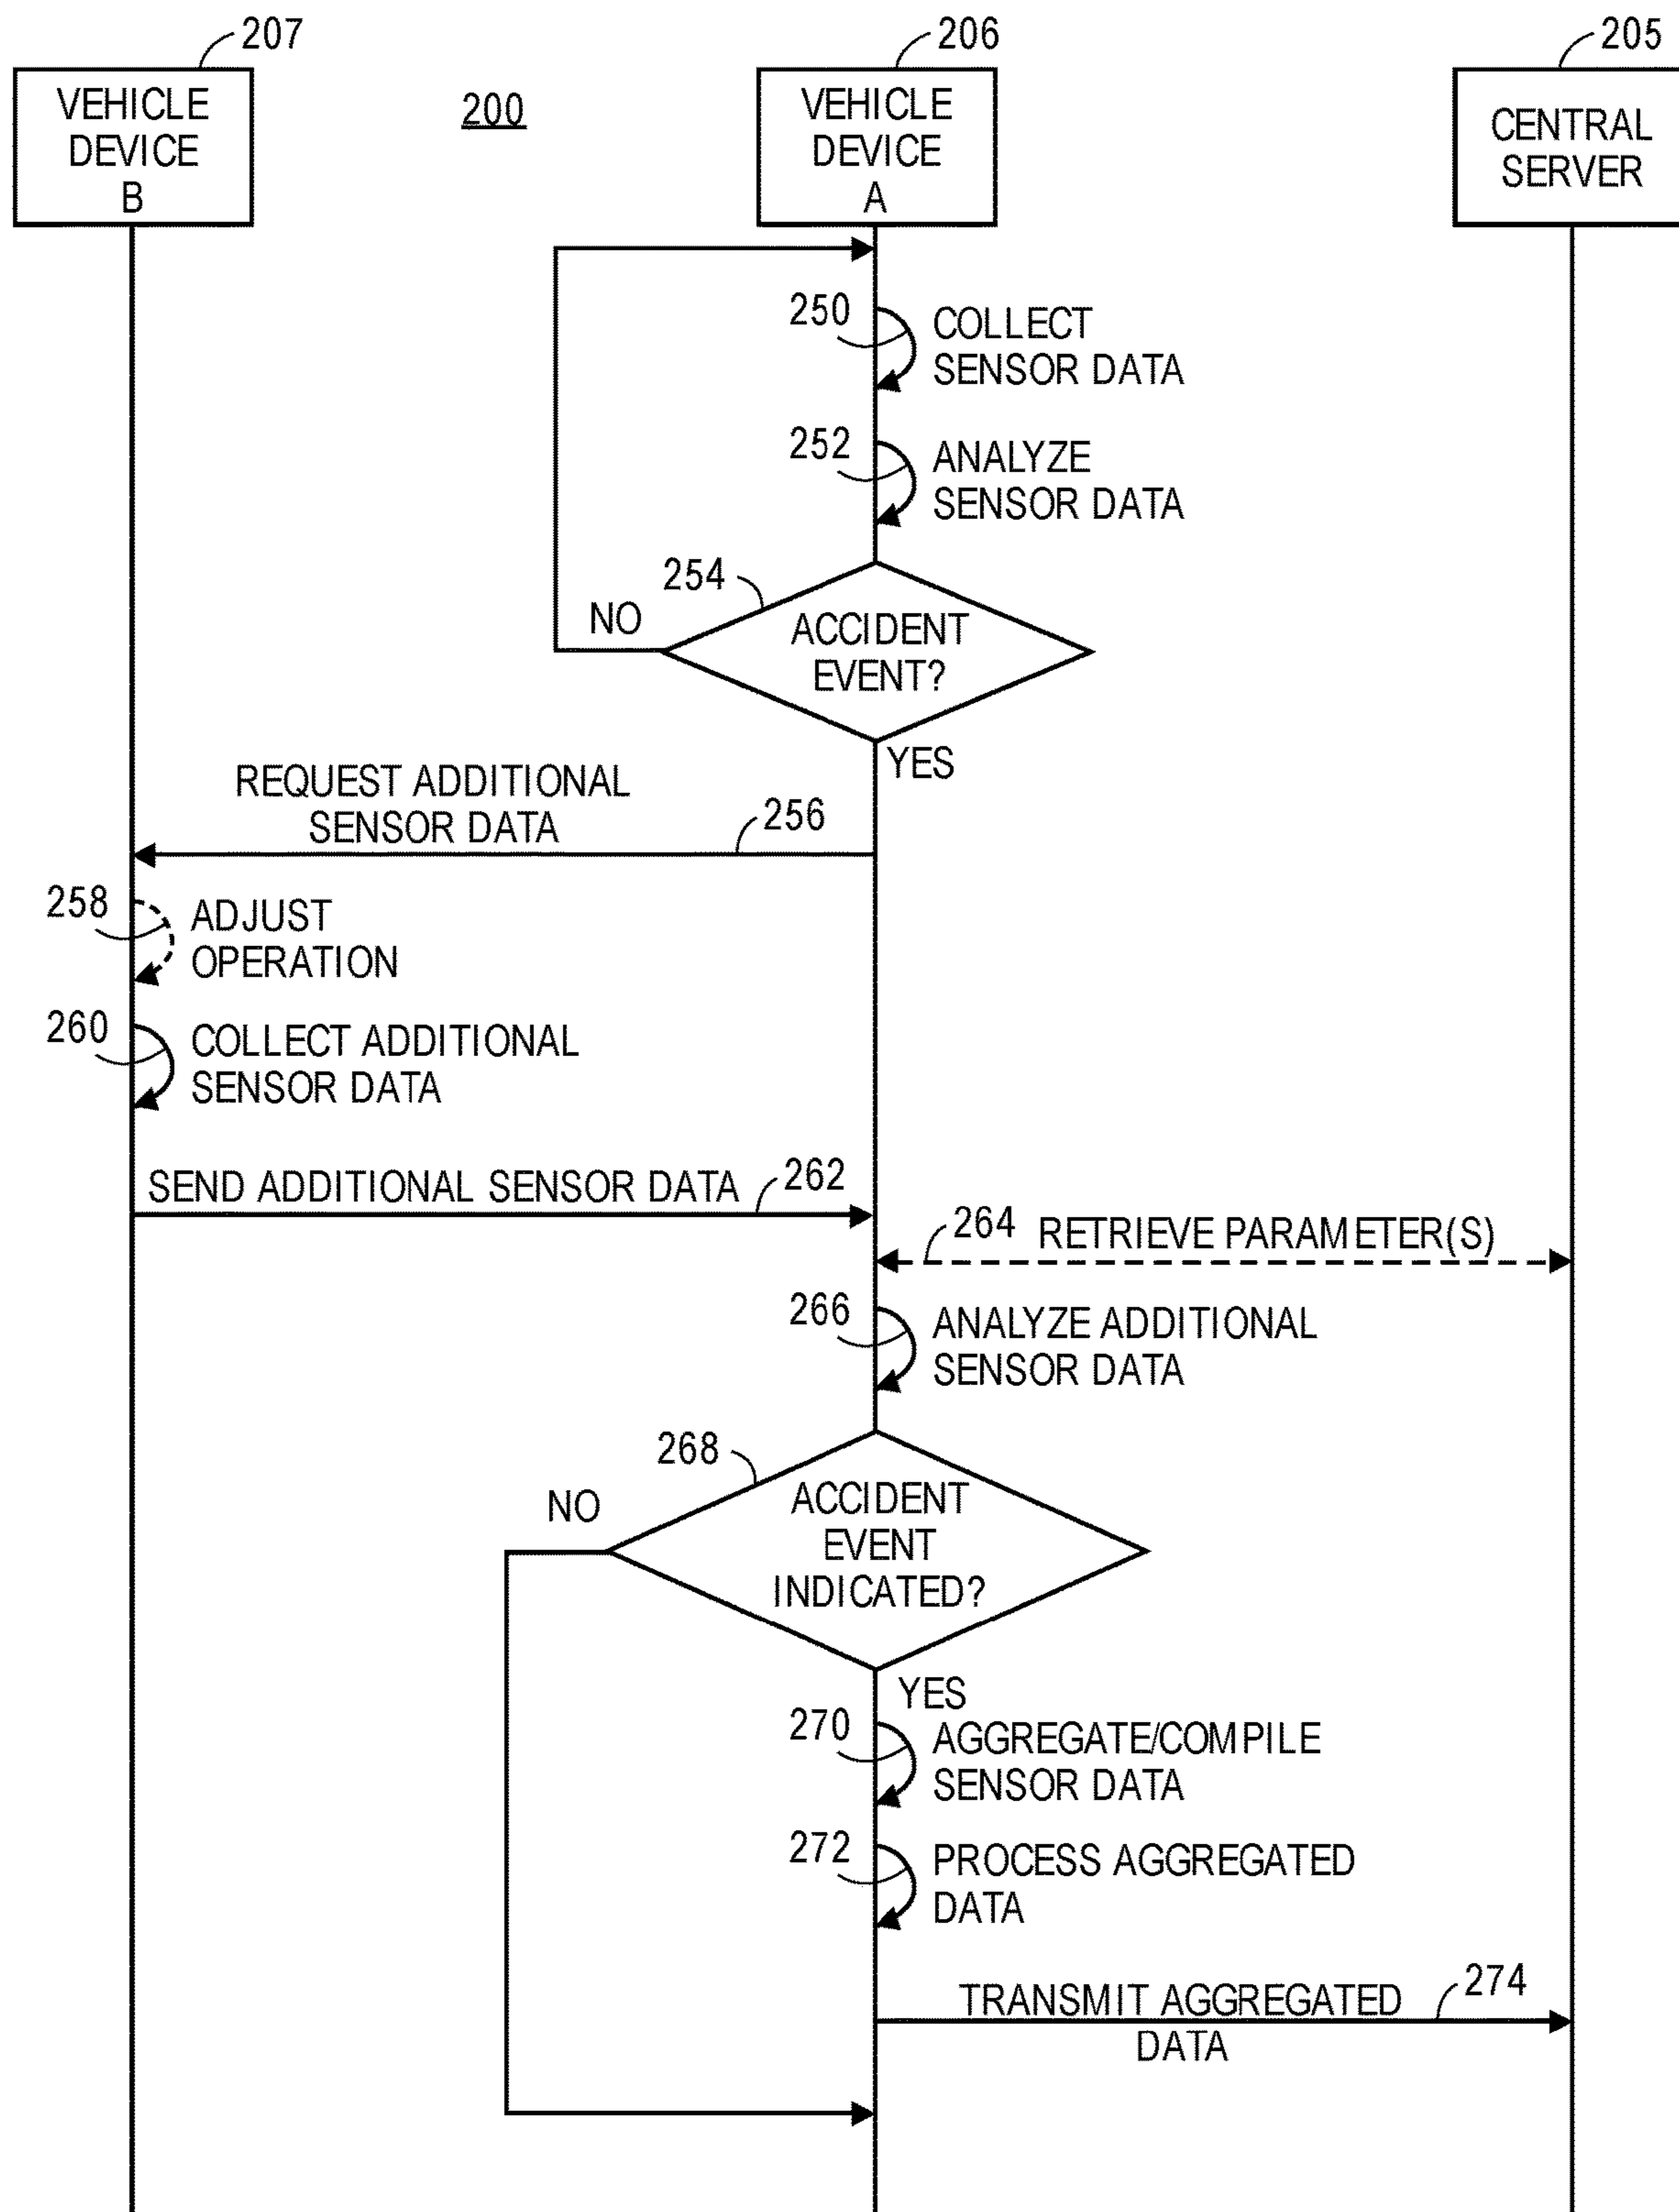 207
206
205
VEHICLE
DEVICE
B
200
VEHICLE
DEVICE
A
CENTRAL
SERVER
250
COLLECT
SENSOR DATA
252
ANALYZE
SENSOR DATA
254
NO
ACCIDENT
EVENT?
YES
REQUEST ADDITIONAL
SENSOR DATA
256
258
ADJUST
OPERATION
260
COLLECT ADDITIONAL
SENSOR DATA
SEND ADDITIONAL SENSOR DATA
262
264
RETRIEVE PARAMETER(S)
266
ANALYZE ADDITIONAL
SENSOR DATA
268
NO
ACCIDENT
EVENT
INDICATED?
YES
270
AGGREGATE/COMPILE
SENSOR DATA
272
PROCESS AGGREGATED
DATA
274
TRANSMIT AGGREGATED
DATA